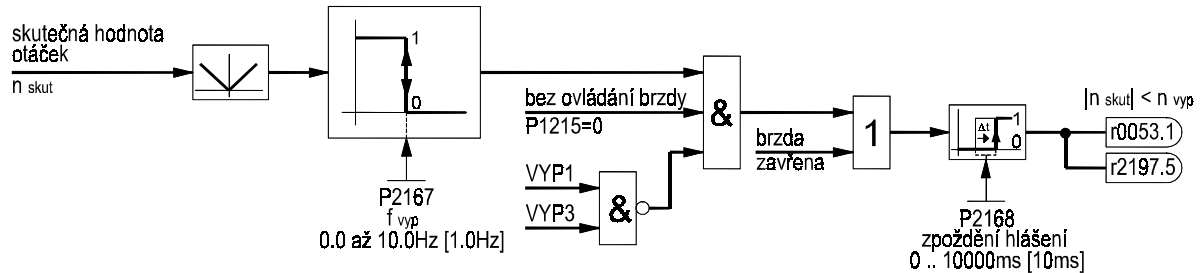 skutečná hodnota
otáček
n skut
1
0
P2167
f vyp
0.0 až 10.0Hz [1.0Hz]
bez ovládání brzdy
P1215=0
&
VYP1
VYP3
&
brzda
zavřena
1
Δt
1
0
P2168
zpoždění hlášení
0 .. 10000ms [10ms]
|n skut| < n vyp
r0053.1
r2197.5